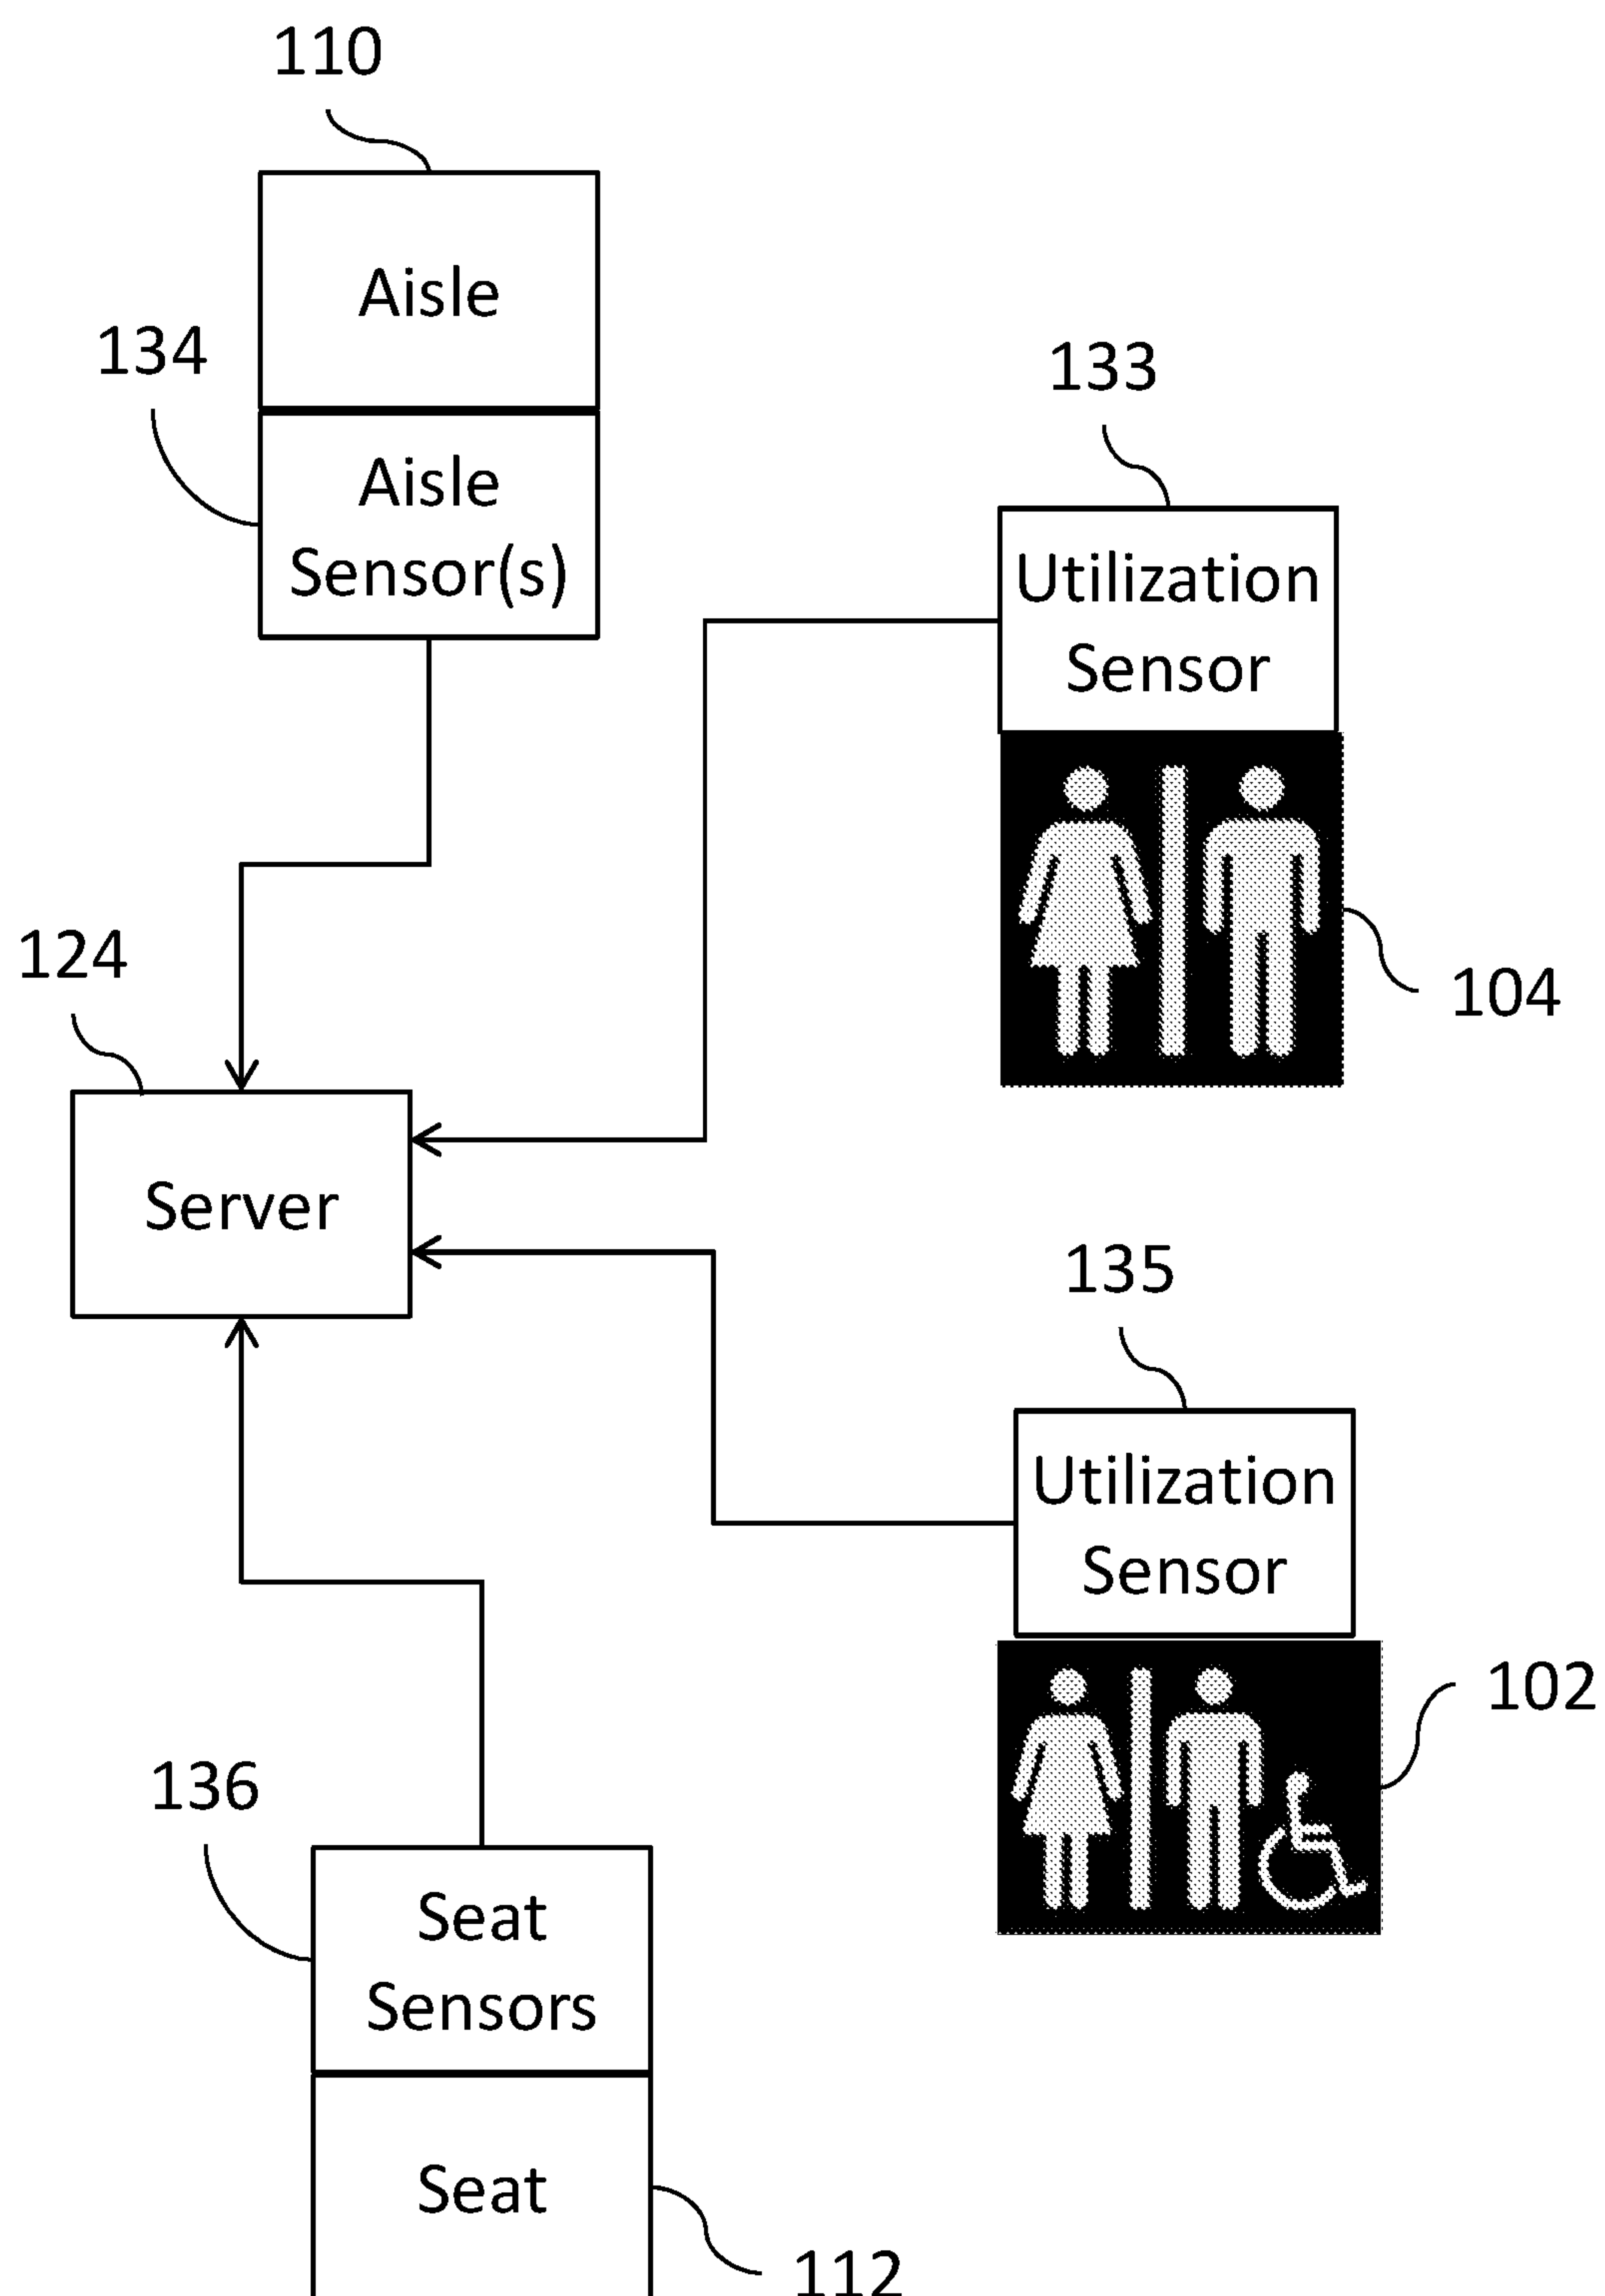 110
Aisle
134
Aisle
Sensor(s)
133
Utilization
Sensor
104
124
Server
135
Utilization
Sensor
102
136
Seat
Sensors
Seat
112